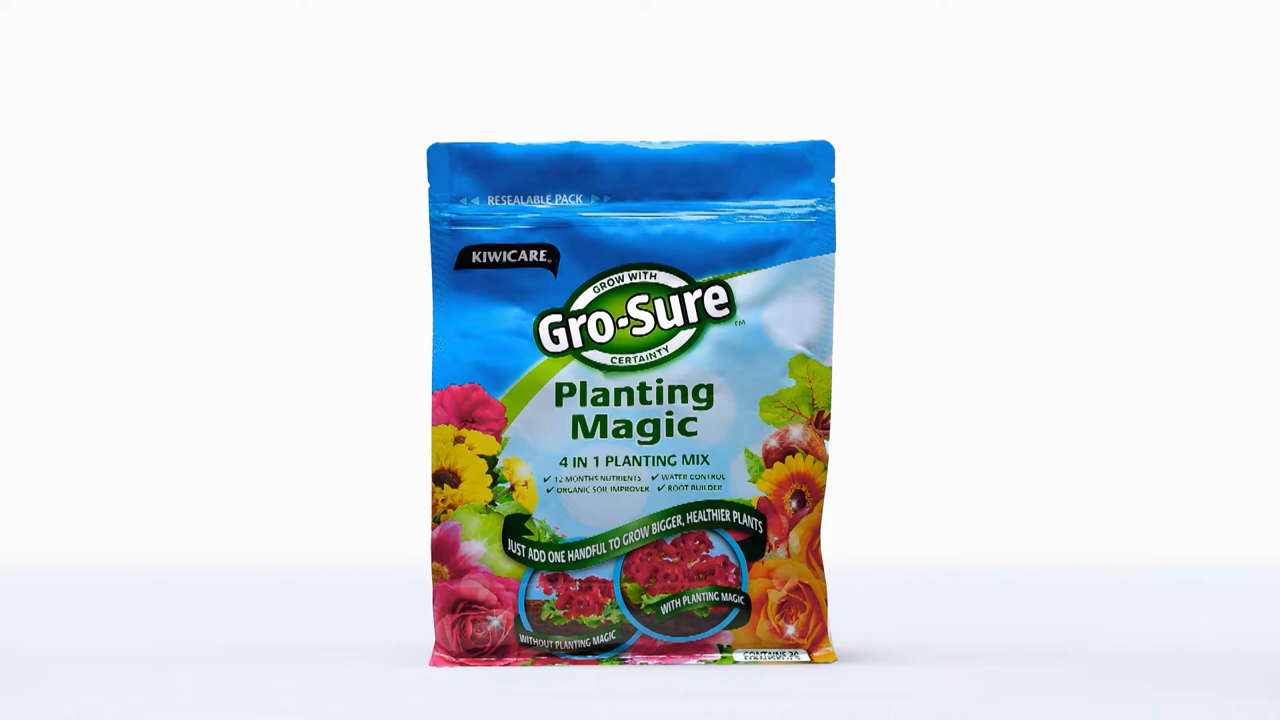 RESEALABLE PACK
KIWICARE
GROW WITH
Gro-Sure™
CERTAINTY
Planting
Magic
4 IN 1 PLANTING MIX
✓ 12 MONTHS NUTRIENTS ✓ WATER CONTROL
✓ ORGANIC SOIL IMPROVER ✓ ROOT BUILDER
JUST ADD ONE HANDFUL TO GROW BIGGER, HEALTHIER PLANTS
WITH PLANTING MAGIC
WITHOUT PLANTING MAGIC
CONTAINS